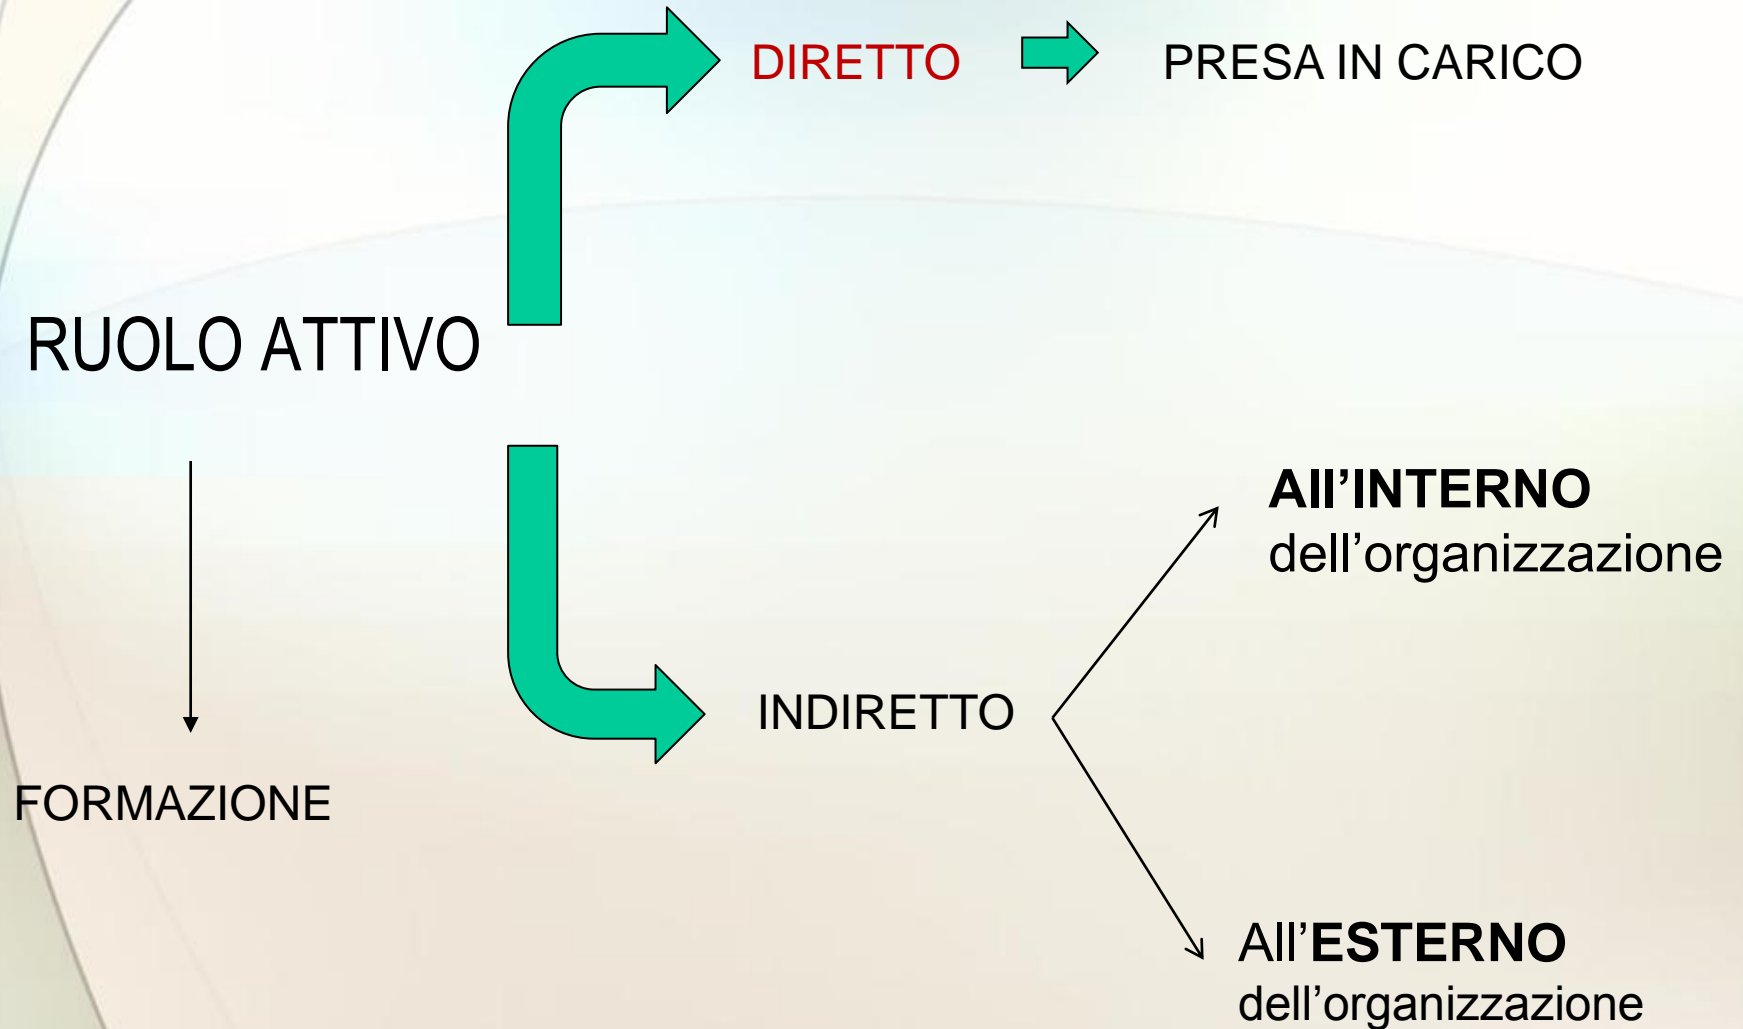 DIRETTO
PRESA IN CARICO
RUOLO ATTIVO
All’INTERNO
dell’organizzazione
INDIRETTO
FORMAZIONE
All’ESTERNO
dell’organizzazione